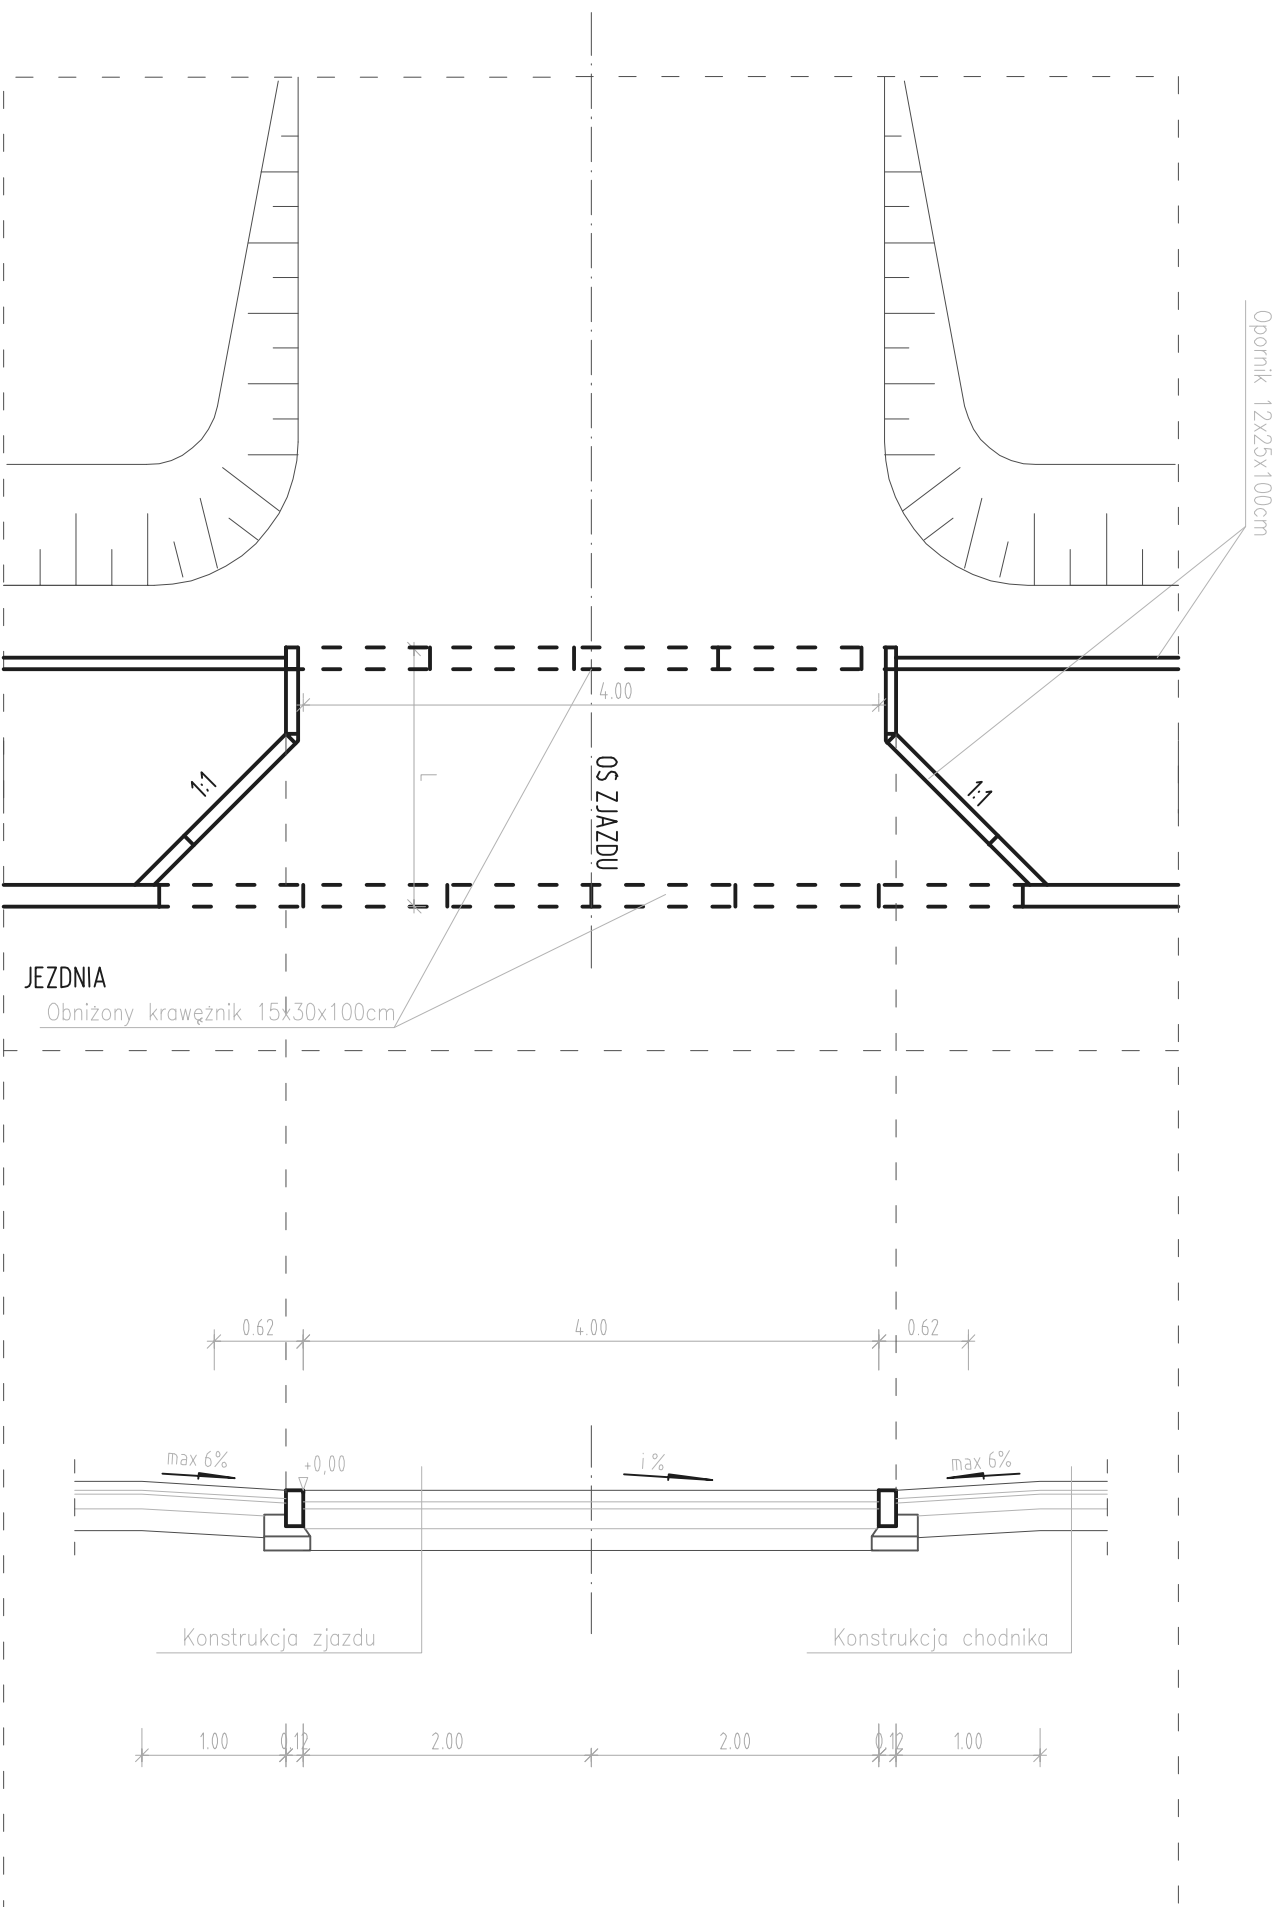 Opornik 12x25x100cm
4.00
L
1:1
OŚ ZJAZDU
1:1
JEZDNIA
Obniżony krawężnik 15x30x100cm
0.62
4.00
0.62
max 6%
+0,00
i %
max 6%
Konstrukcja zjazdu
Konstrukcja chodnika
1.00
0.12
2.00
2.00
0.12
1.00